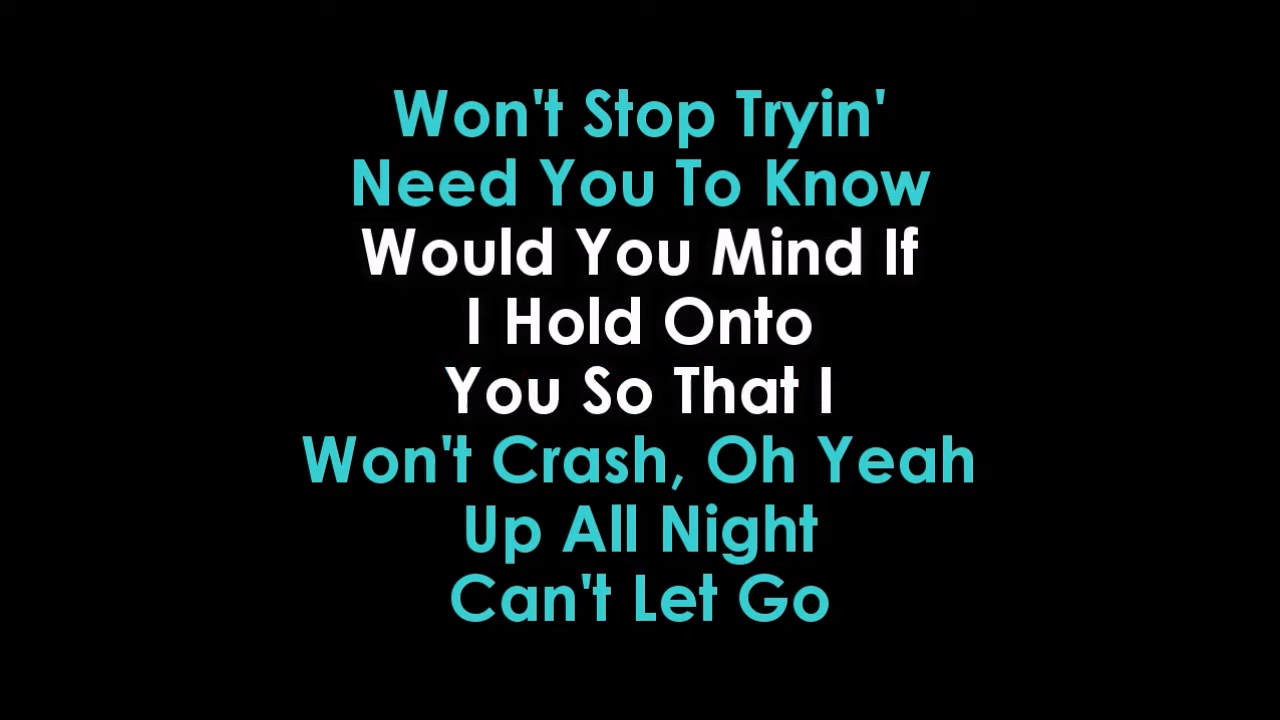 Won't Stop Tryin'
Need You To Know
Would You Mind If
I Hold Onto
You So That I
Won't Crash, Oh Yeah
Up All Night
Can't Let Go